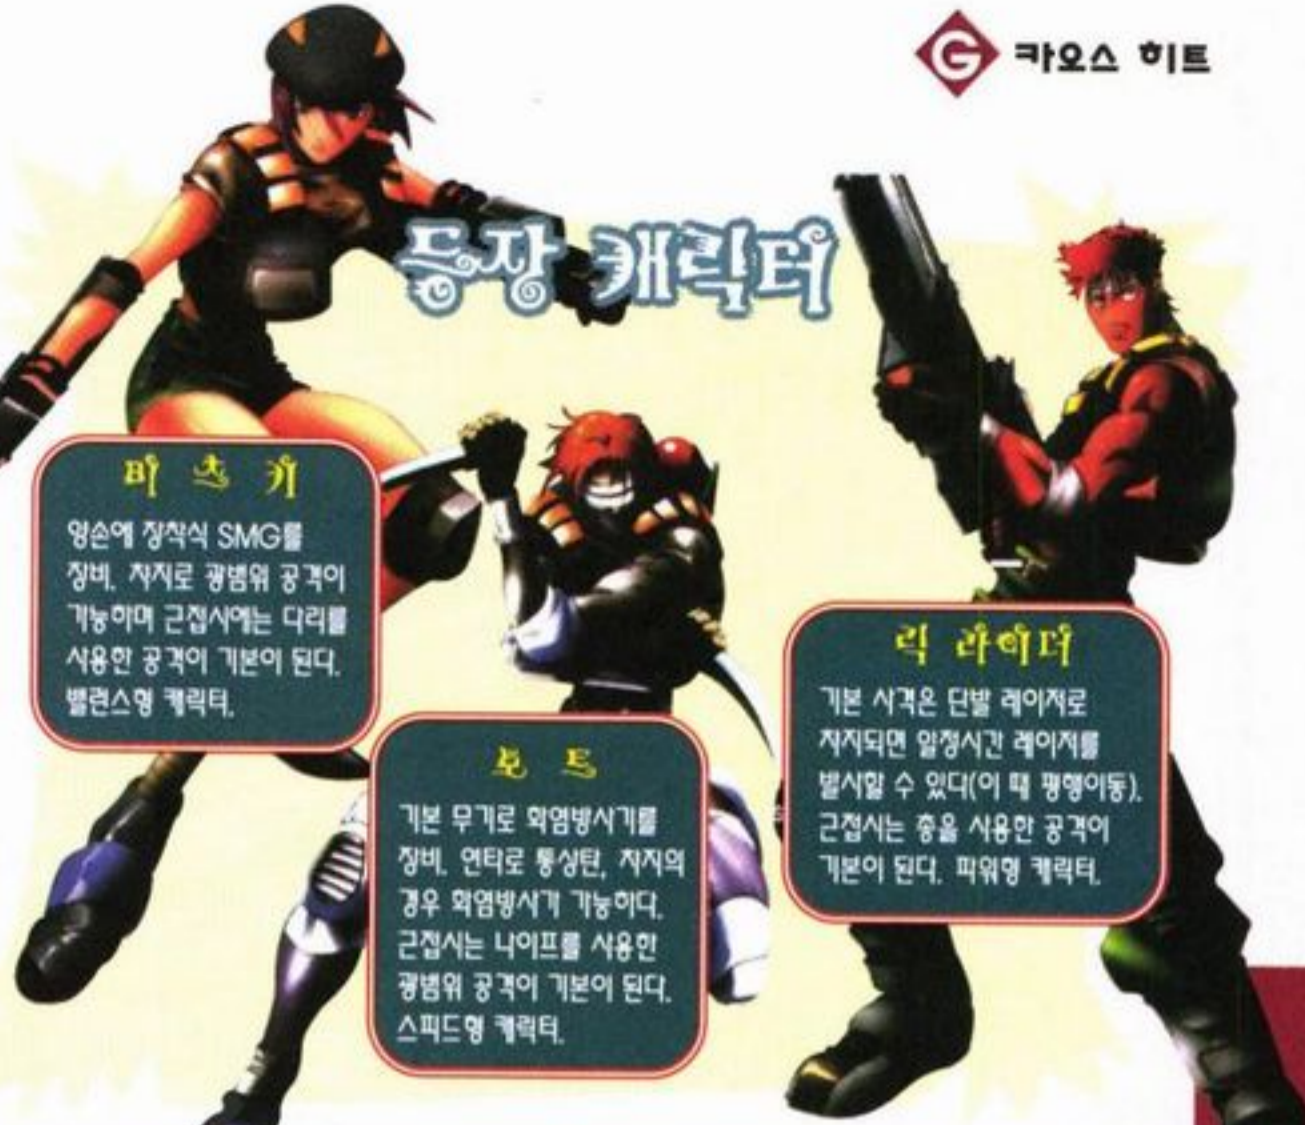 G 카오스 히트
등장 캐릭터
미 츠 키
양손에 장착식 SMG를
장비. 차지로 광범위 공격이
가능하며 근접시에는 다리를
사용한 공격이 기본이 된다.
밸런스형 캐릭터.
보 트
기본 무기로 화염방사기를
장비. 연타로 통상탄, 차지의
경우 화염방사가 가능하다.
근접시는 나이프를 사용한
광범위 공격이 기본이 된다.
스피드형 캐릭터.
릭 라이더
기본 사격은 단발 레이저로
차지되면 일정시간 레이저를
발사할 수 있다(이 때 평행이동).
근접시는 총을 사용한 공격이
기본이 된다. 파워형 캐릭터.